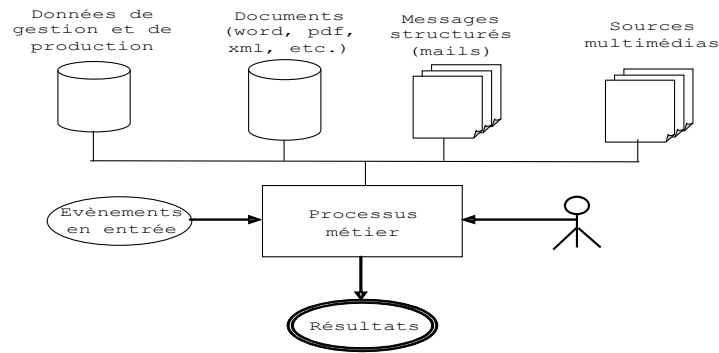 Données de
gestion et de
production
Documents
(word, pdf,
xml, etc.)
Messages
structurés
(mails)
Sources
multimédias
Evènements
en entrée
Processus
métier
Résultats